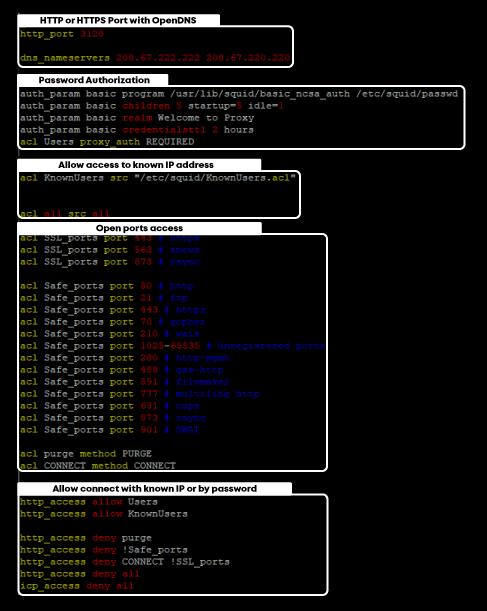 HTTP or HTTPS Port with OpenDNS
http_port 3128
dns_nameservers 208.67.222.222 208.67.220.220
Password Authorization
auth_param basic program /usr/lib/squid/basic_ncsa_auth /etc/squid/passwd
auth_param basic children 5 startup=5 idle=1
auth_param basic realm Welcome to Proxy
auth_param basic credentialsttl 2 hours
acl Users proxy_auth REQUIRED
Allow access to known IP address
acl KnownUsers src "/etc/squid/KnownUsers.acl"
acl all src all
Open ports access
acl SSL_ports port 443 # https
acl SSL_ports port 563 # snews
acl SSL_ports port 873 # rsync
acl Safe_ports port 80 # http
acl Safe_ports port 21 # ftp
acl Safe_ports port 443 # https
acl Safe_ports port 70 # gopher
acl Safe_ports port 210 # wais
acl Safe_ports port 1025-65535 # unregistered ports
acl Safe_ports port 280 # http-mgmt
acl Safe_ports port 488 # gss-http
acl Safe_ports port 591 # filemaker
acl Safe_ports port 777 # multiling http
acl Safe_ports port 631 # cups
acl Safe_ports port 873 # rsync
acl Safe_ports port 901 # SWAT
acl purge method PURGE
acl CONNECT method CONNECT
Allow connect with known IP or by password
http_access allow Users
http_access allow KnownUsers
http_access deny purge
http_access deny !Safe_ports
http_access deny CONNECT !SSL_ports
http_access deny all
icp_access deny all